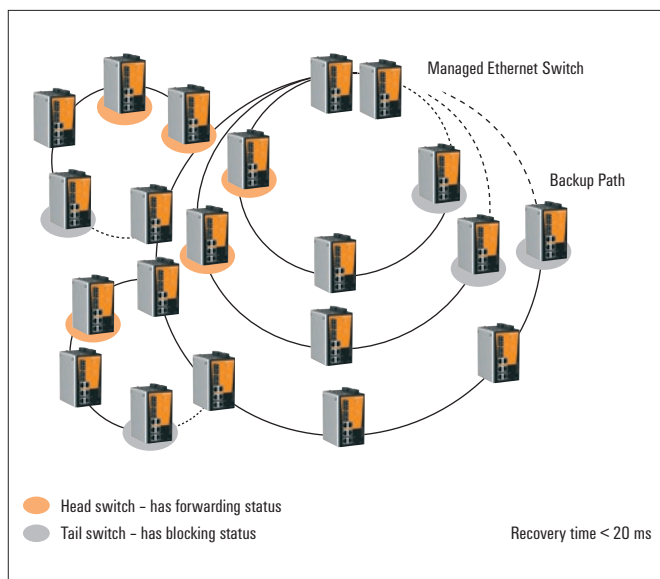 Managed Ethernet Switch
Backup Path
Head switch – has forwarding status
Tail switch – has blocking status
Recovery time < 20 ms